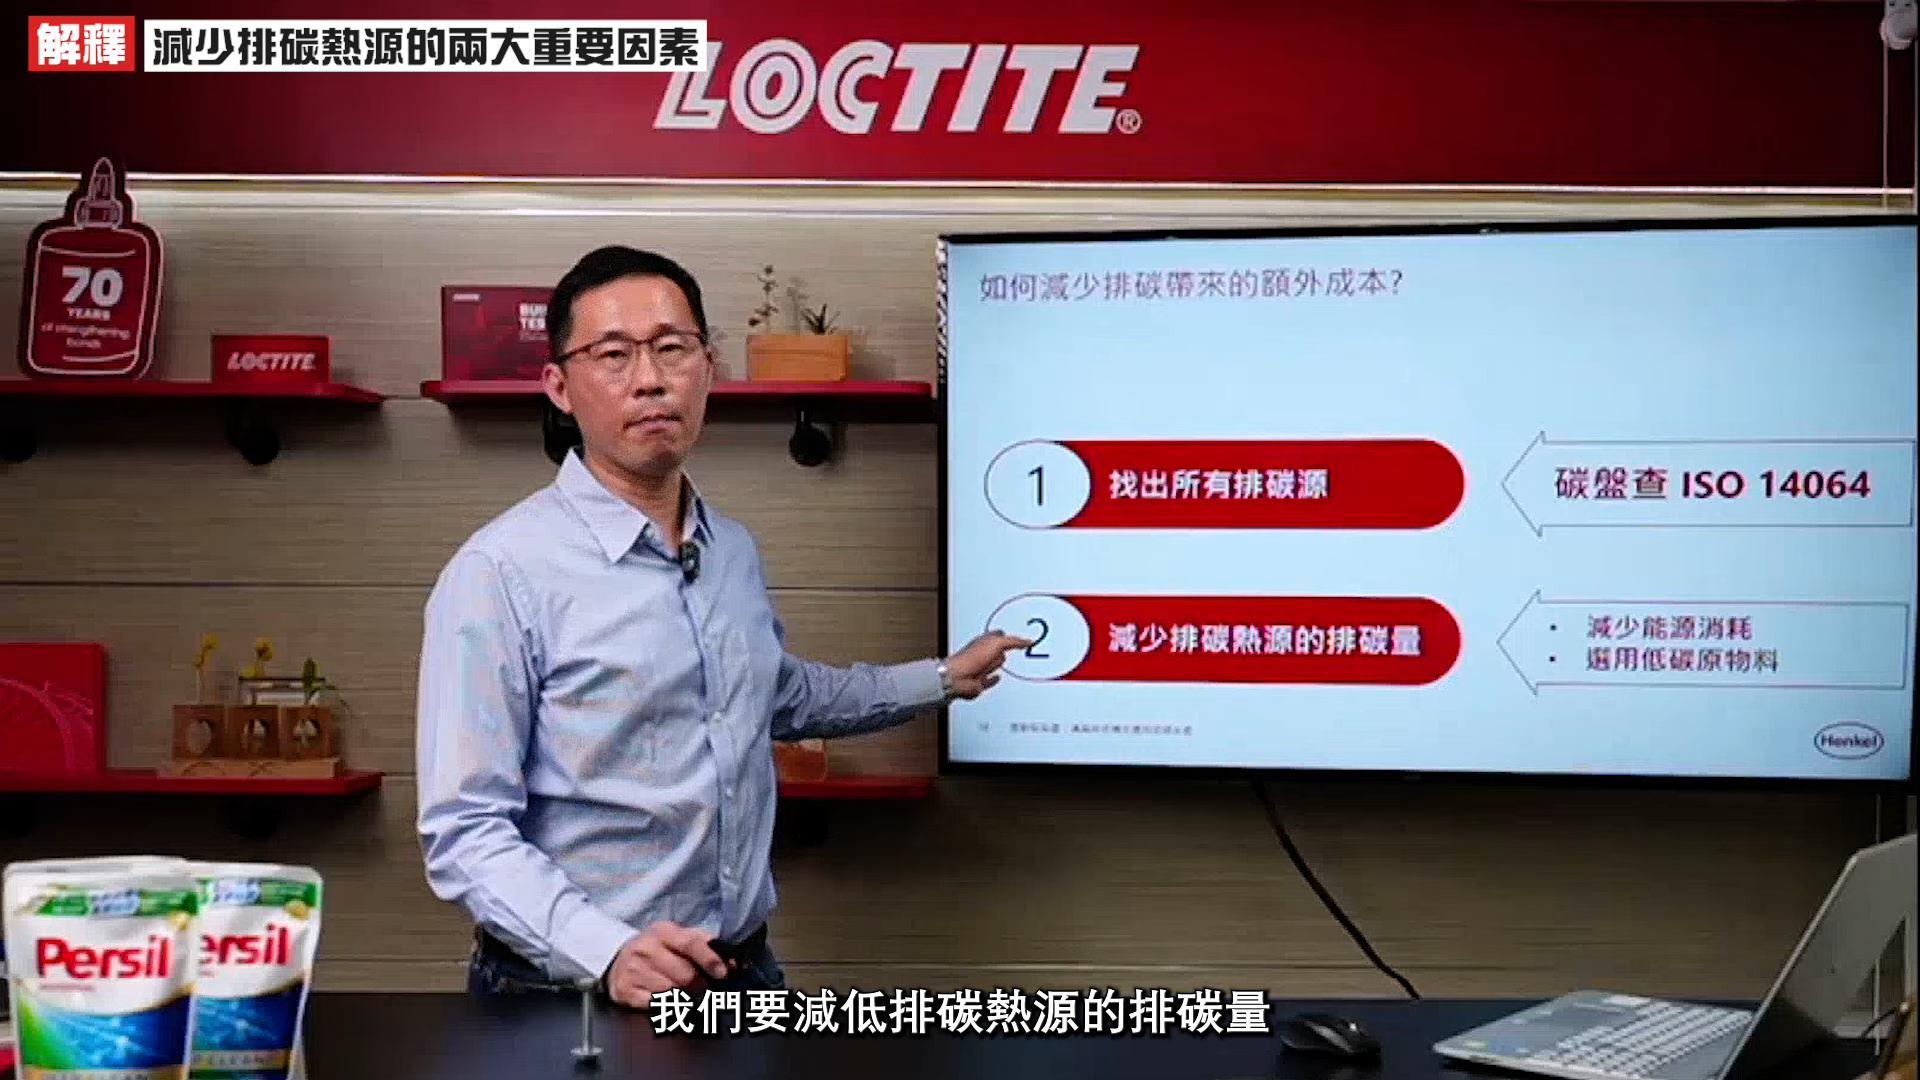 解釋 減少排碳熱源的兩大重要因素
LOCTITE®
70
YEARS
of strengthening
bonds
LOCTITE
如何減少排碳帶來的額外成本?
1 找出所有排碳源 碳盤查 ISO 14064
2 減少排碳熱源的排碳量
• 減少能源消耗
• 選用低碳原物料
Henkel
Persil
ersil
我們要減低排碳熱源的排碳量